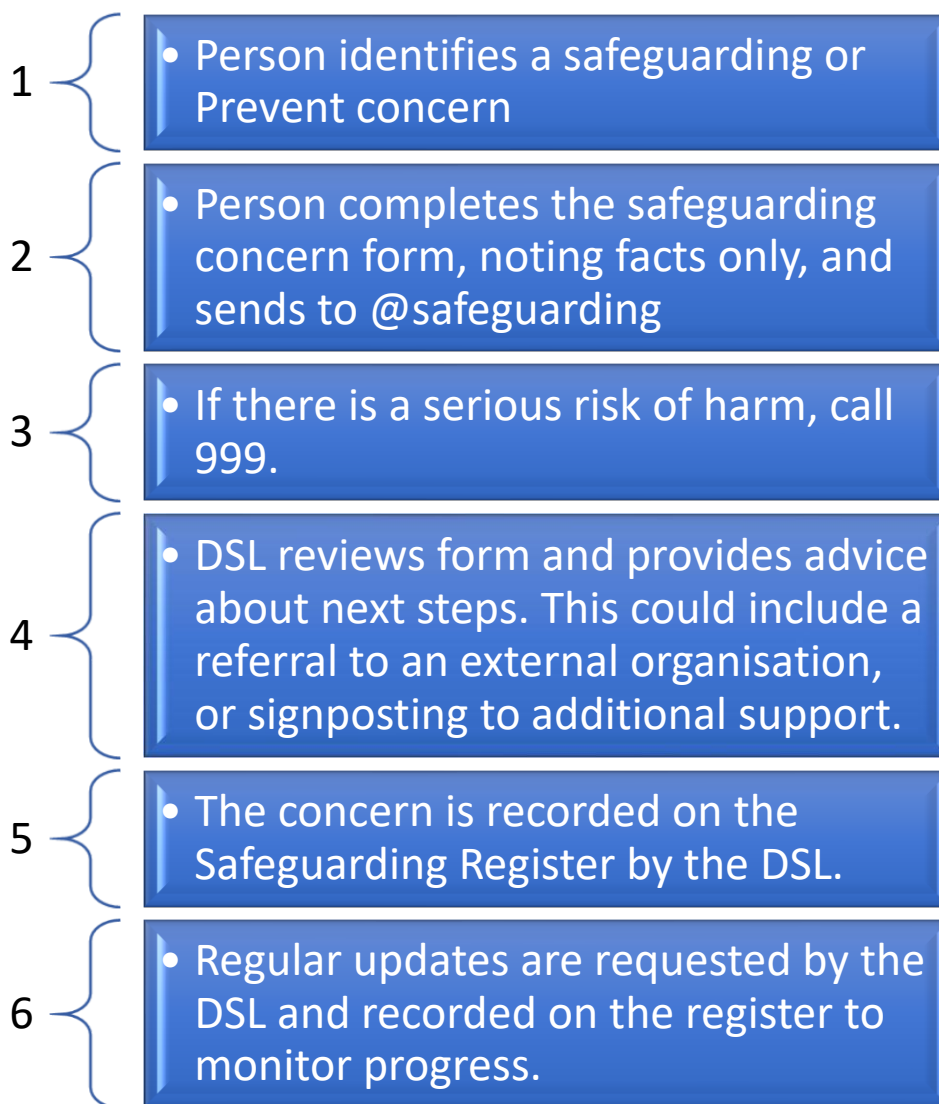 1
• Person identifies a safeguarding or
Prevent concern
2
• Person completes the safeguarding
concern form, noting facts only, and
sends to @safeguarding
3
• If there is a serious risk of harm, call
999.
4
• DSL reviews form and provides advice
about next steps. This could include a
referral to an external organisation,
or signposting to additional support.
5
• The concern is recorded on the
Safeguarding Register by the DSL.
6
• Regular updates are requested by the
DSL and recorded on the register to
monitor progress.